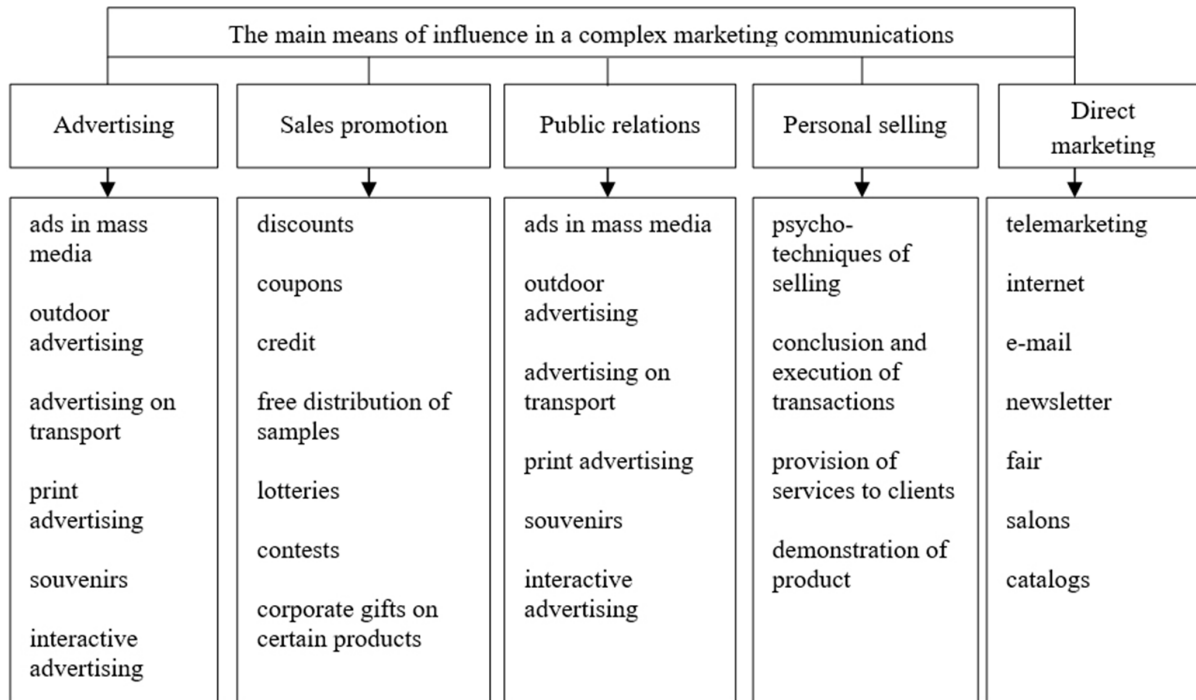 The main means of influence in a complex marketing communications
Advertising
Sales promotion
Public relations
Personal selling
Direct
marketing
ads in mass
media
outdoor
advertising
advertising on
transport
print
advertising
souvenirs
interactive
advertising
discounts
coupons
credit
free distribution of
samples
lotteries
contests
corporate gifts on
certain products
ads in mass media
outdoor
advertising
advertising on
transport
print advertising
souvenirs
interactive
advertising
psycho-
techniques of
selling
conclusion and
execution of
transactions
provision of
services to clients
demonstration of
product
telemarketing
internet
e-mail
newsletter
fair
salons
catalogs